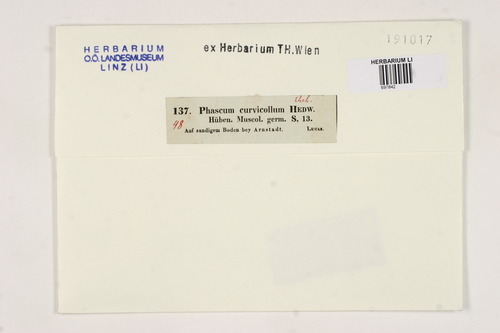 HERBARIUM
O.Ö. LANDESMUSEUM
LINZ (LI)
ex Herbarium TH. Wien
191017
HERBARIUM LI
137. Phascum curvicollum HEDW.
48 Hüben. Muscol. germ. S. 13.
Auf sandigem Boden bey Arnstadt. LUCAS.